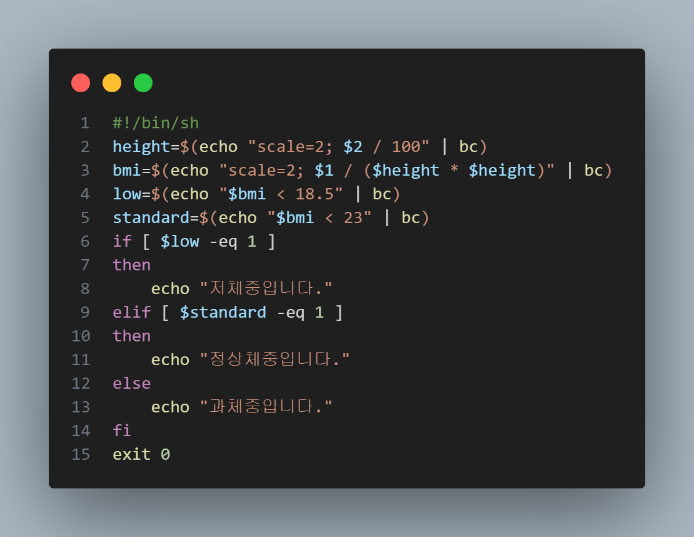 1 #!/bin/sh
2 height=$(echo "scale=2; $2 / 100" | bc)
3 bmi=$(echo "scale=2; $1 / ($height * $height)" | bc)
4 low=$(echo "$bmi < 18.5" | bc)
5 standard=$(echo "$bmi < 23" | bc)
6 if [ $low -eq 1 ]
7 then
8     echo "저체중입니다."
9 elif [ $standard -eq 1 ]
10 then
11     echo "정상체중입니다."
12 else
13     echo "과체중입니다."
14 fi
15 exit 0